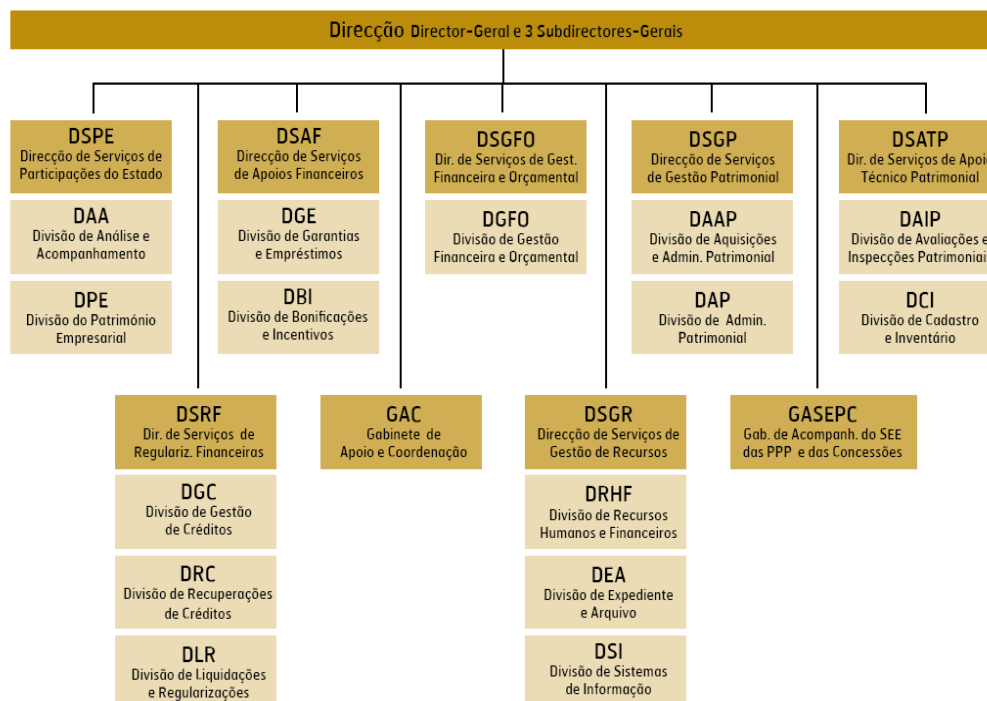 Direcção Director-Geral e 3 Subdirectores-Gerais
DSPE
Direcção de Serviços de
Participações do Estado
DAA
Divisão de Análise e
Acompanhamento
DPE
Divisão do Património
Empresarial
DSAF
Direcção de Serviços
de Apoios Financeiros
DGE
Divisão de Garantias
e Empréstimos
DBI
Divisão de Bonificações
e Incentivos
DSGFO
Dir. de Serviços de Gest.
Financeira e Orçamental
DGFO
Divisão de Gestão
Financeira e Orçamental
DSGP
Direcção de Serviços
de Gestão Patrimonial
DAAP
Divisão de Aquisições
e Admin. Patrimonial
DAP
Divisão de Admin.
Patrimonial
DSATP
Dir. de Serviços de Apoio
Técnico Patrimonial
DAIP
Divisão de Avaliações e
Inspecções Patrimoniais
DCI
Divisão de Cadastro
e Inventário
DSRF
Dir. de Serviços de
Regulariz. Financeiras
DGC
Divisão de Gestão
de Créditos
DRC
Divisão de Recuperações
de Créditos
DLR
Divisão de Liquidações
e Regularizações
GAC
Gabinete de
Apoio e Coordenação
DSGR
Direcção de Serviços de
Gestão de Recursos
DRHF
Divisão de Recursos
Humanos e Financeiros
DEA
Divisão de Expediente
e Arquivo
DSI
Divisão de Sistemas
de Informação
GASEPC
Gab. de Acompanh. do SEE
das PPP e das Concessões